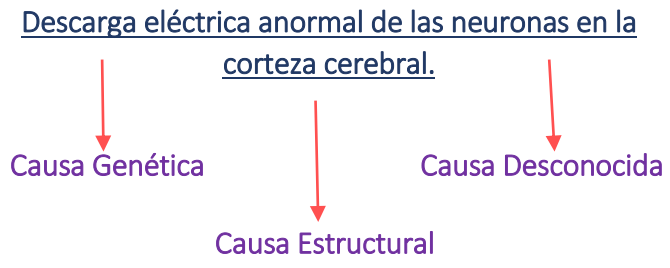 Descarga eléctrica anormal de las neuronas en la
corteza cerebral.
Causa Genética
Causa Desconocida
Causa Estructural